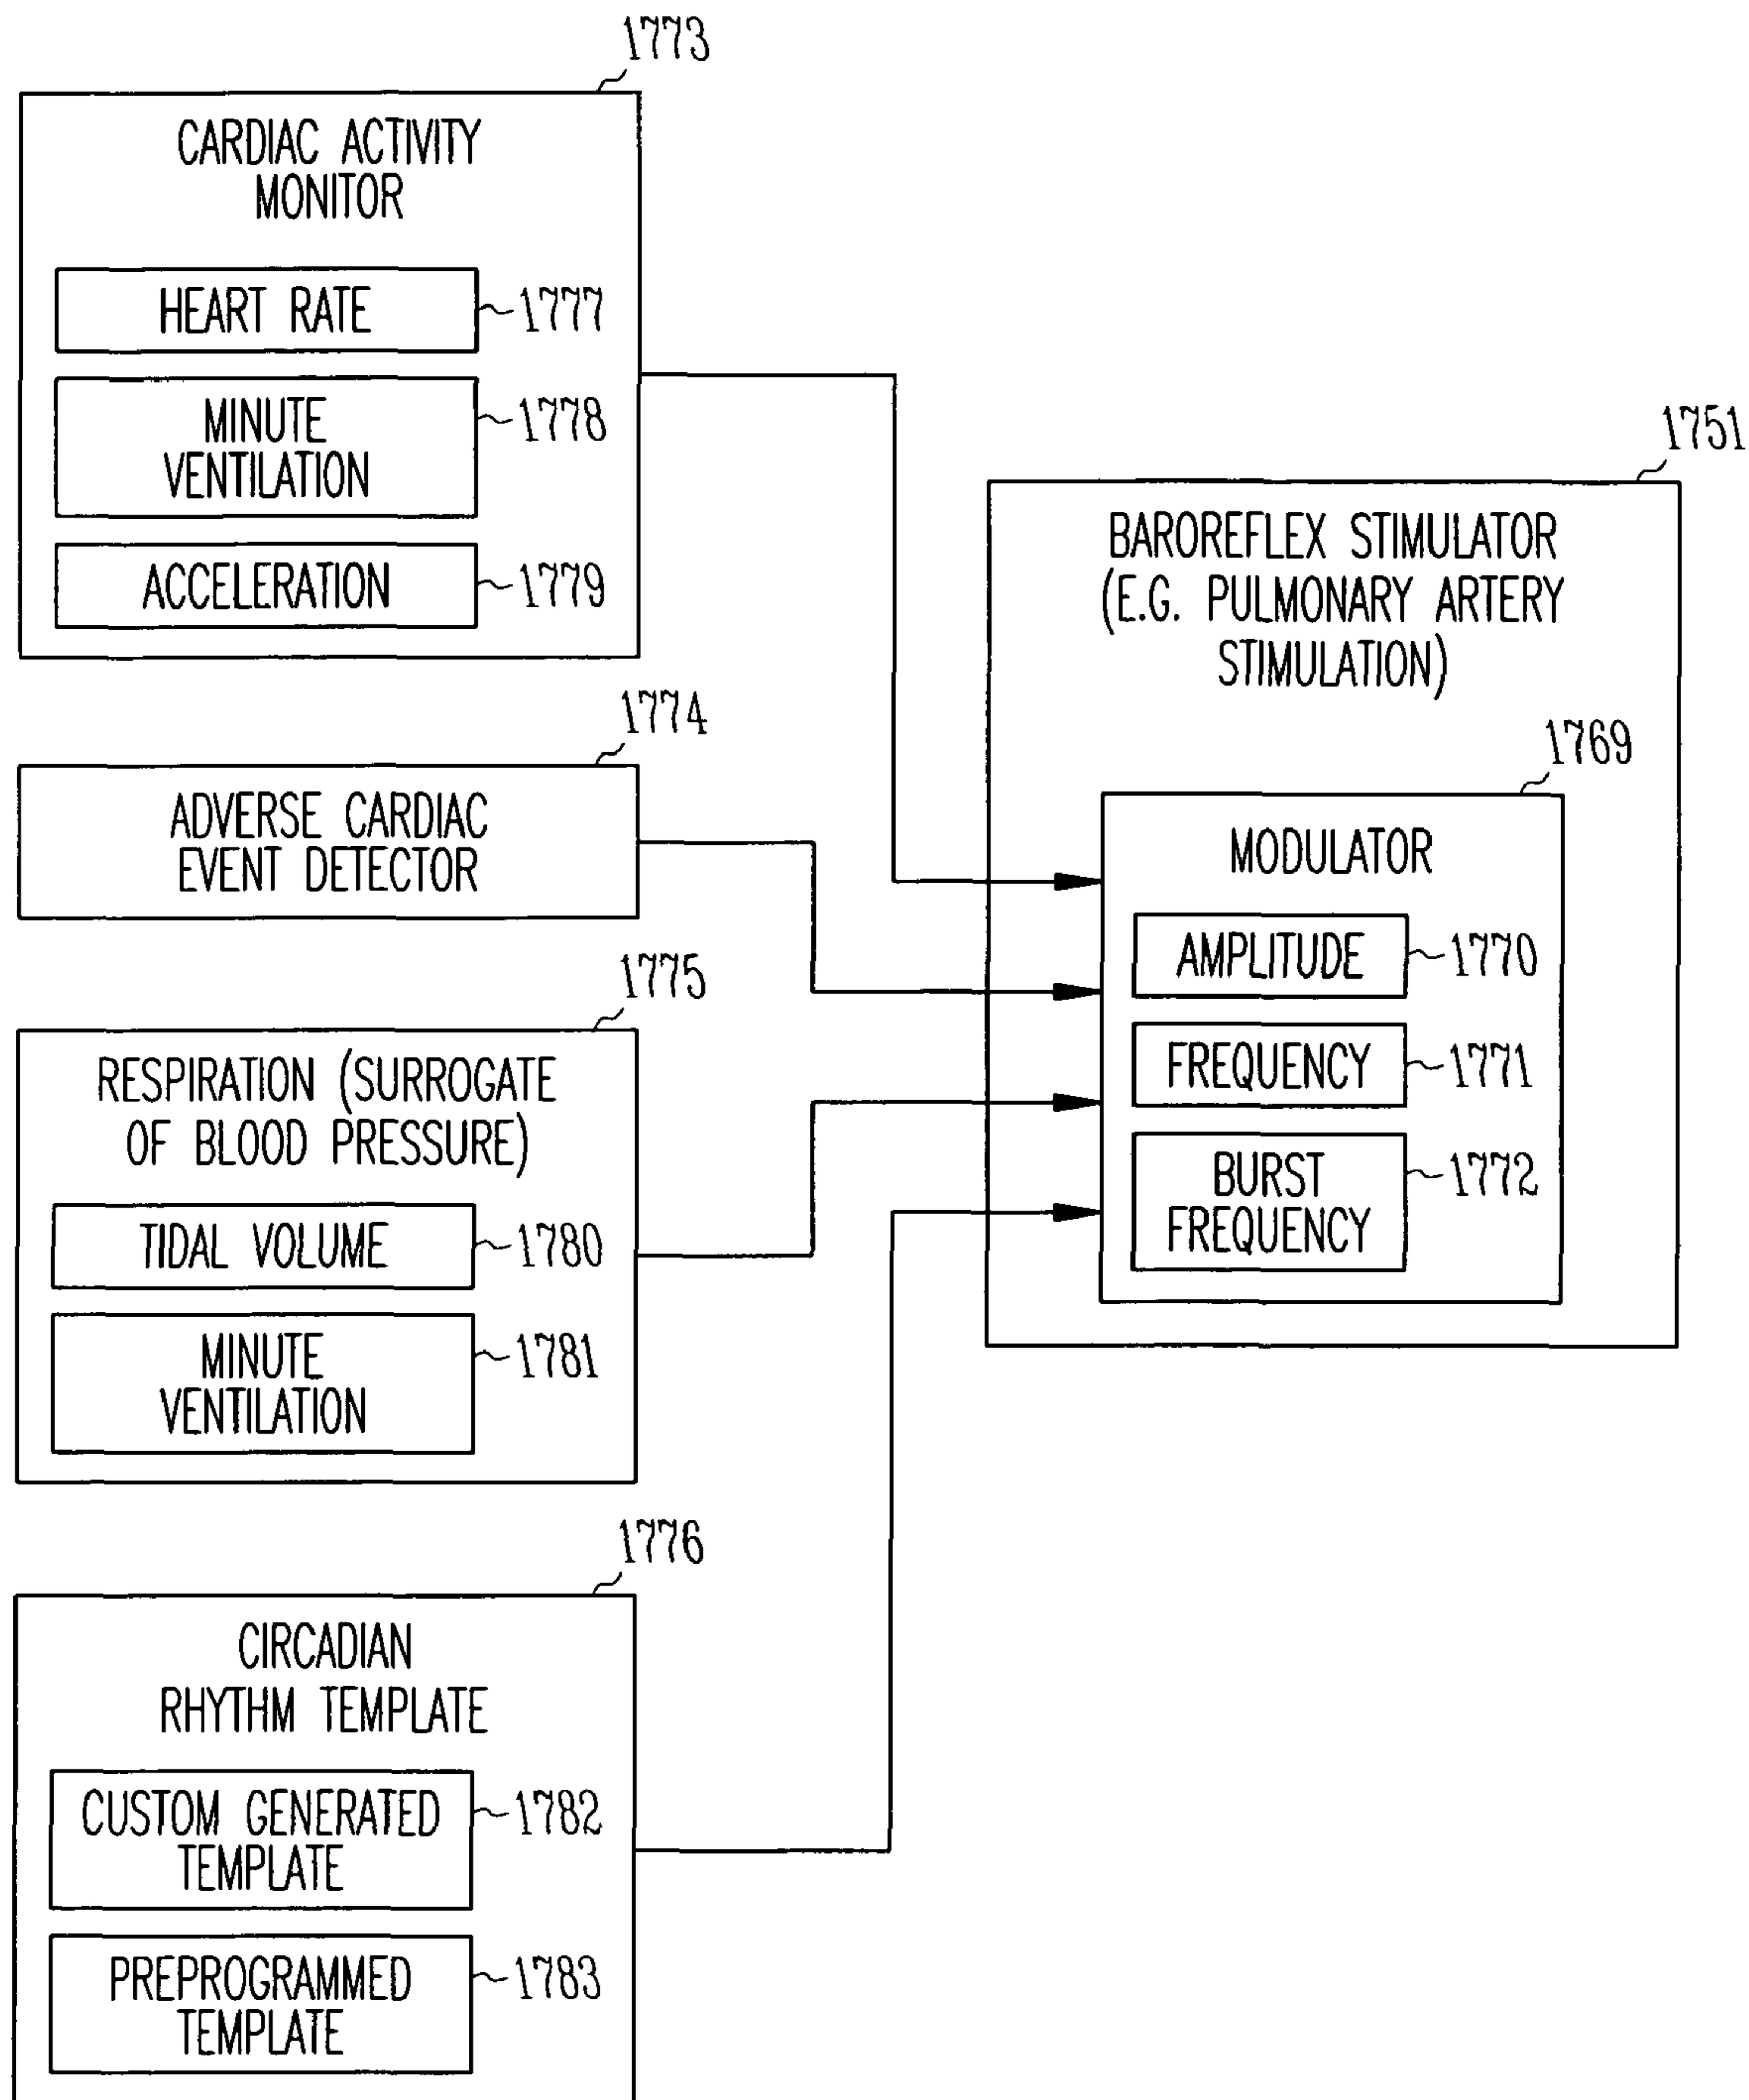 1773
CARDIAC ACTIVITY
MONITOR
HEART RATE
1777
MINUTE
VENTILATION
1778
ACCELERATION
1779
1774
ADVERSE CARDIAC
EVENT DETECTOR
1775
RESPIRATION (SURROGATE
OF BLOOD PRESSURE)
TIDAL VOLUME
1780
MINUTE
VENTILATION
1781
1776
CIRCADIAN
RHYTHM TEMPLATE
CUSTOM GENERATED
TEMPLATE
1782
PREPROGRAMMED
TEMPLATE
1783
1751
BAROREFLEX STIMULATOR
(E.G. PULMONARY ARTERY
STIMULATION)
1769
MODULATOR
AMPLITUDE
1770
FREQUENCY
1771
BURST
FREQUENCY
1772